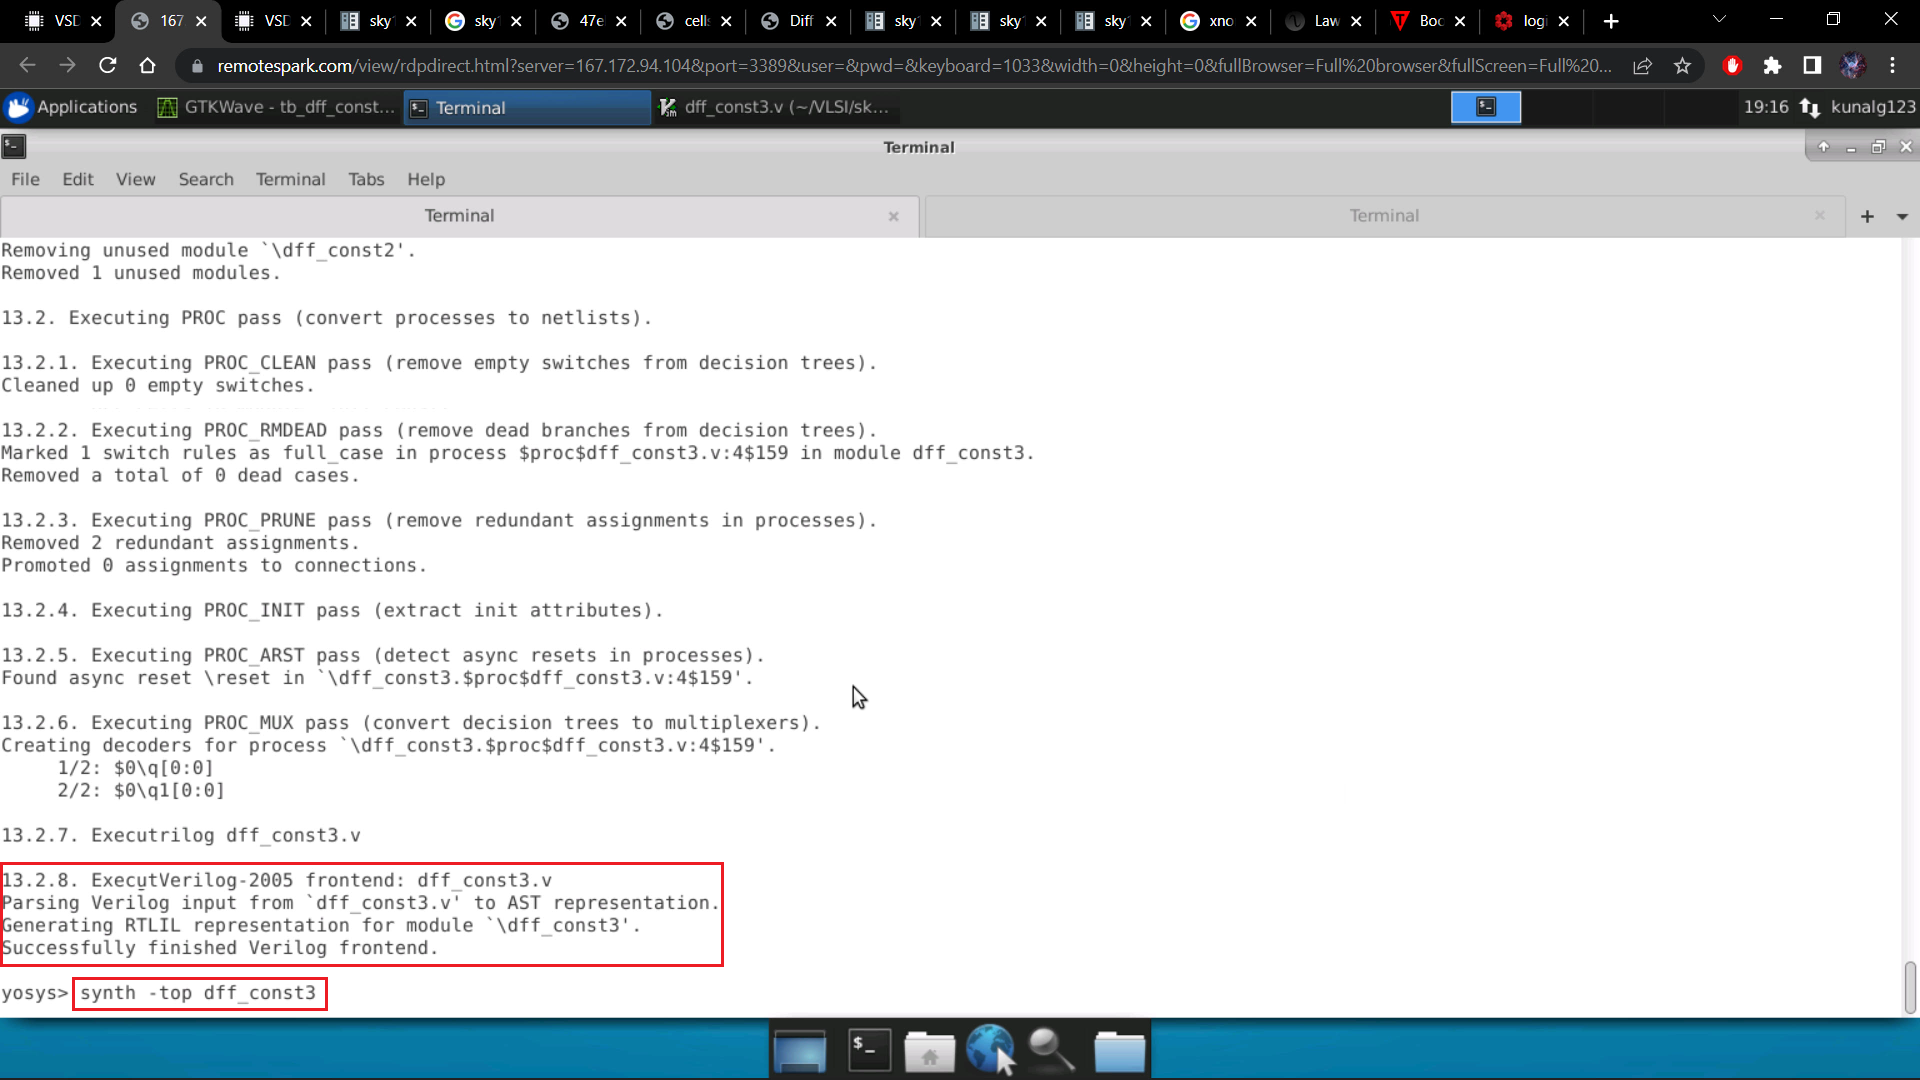 VSD
167
VSD
sky
sky
47e
cell
Diff
sky
sky
sky
xno
Law
Boc
logi
remotespark.com/view/rdpdirect.html?server=167.172.94.104&port=3389&user=&pwd=&keyboard=1033&width=0&height=0&fullBrowser=Full%20browser&fullScreen=Full%20...
Applications
GTKWave - tb_dff_const...
Terminal
dff_const3.v (~/VLSI/sk...
19:16
kunalg123
Terminal
File Edit View Search Terminal Tabs Help
Terminal
Terminal
Removing unused module `\dff_const2'.
Removed 1 unused modules.
13.2. Executing PROC pass (convert processes to netlists).
13.2.1. Executing PROC_CLEAN pass (remove empty switches from decision trees).
Cleaned up 0 empty switches.
13.2.2. Executing PROC_RMDEAD pass (remove dead branches from decision trees).
Marked 1 switch rules as full_case in process $proc$dff_const3.v:4$159 in module dff_const3.
Removed a total of 0 dead cases.
13.2.3. Executing PROC_PRUNE pass (remove redundant assignments in processes).
Removed 2 redundant assignments.
Promoted 0 assignments to connections.
13.2.4. Executing PROC_INIT pass (extract init attributes).
13.2.5. Executing PROC_ARST pass (detect async resets in processes).
Found async reset \reset in `\dff_const3.$proc$dff_const3.v:4$159'.
13.2.6. Executing PROC_MUX pass (convert decision trees to multiplexers).
Creating decoders for process `\dff_const3.$proc$dff_const3.v:4$159'.
1/2: $0\q[0:0]
2/2: $0\q1[0:0]
13.2.7. Executrilog dff_const3.v
13.2.8. ExecutVerilog-2005 frontend: dff_const3.v
Parsing Verilog input from `dff_const3.v' to AST representation.
Generating RTLIL representation for module `\dff_const3'.
Successfully finished Verilog frontend.
yosys> synth -top dff_const3